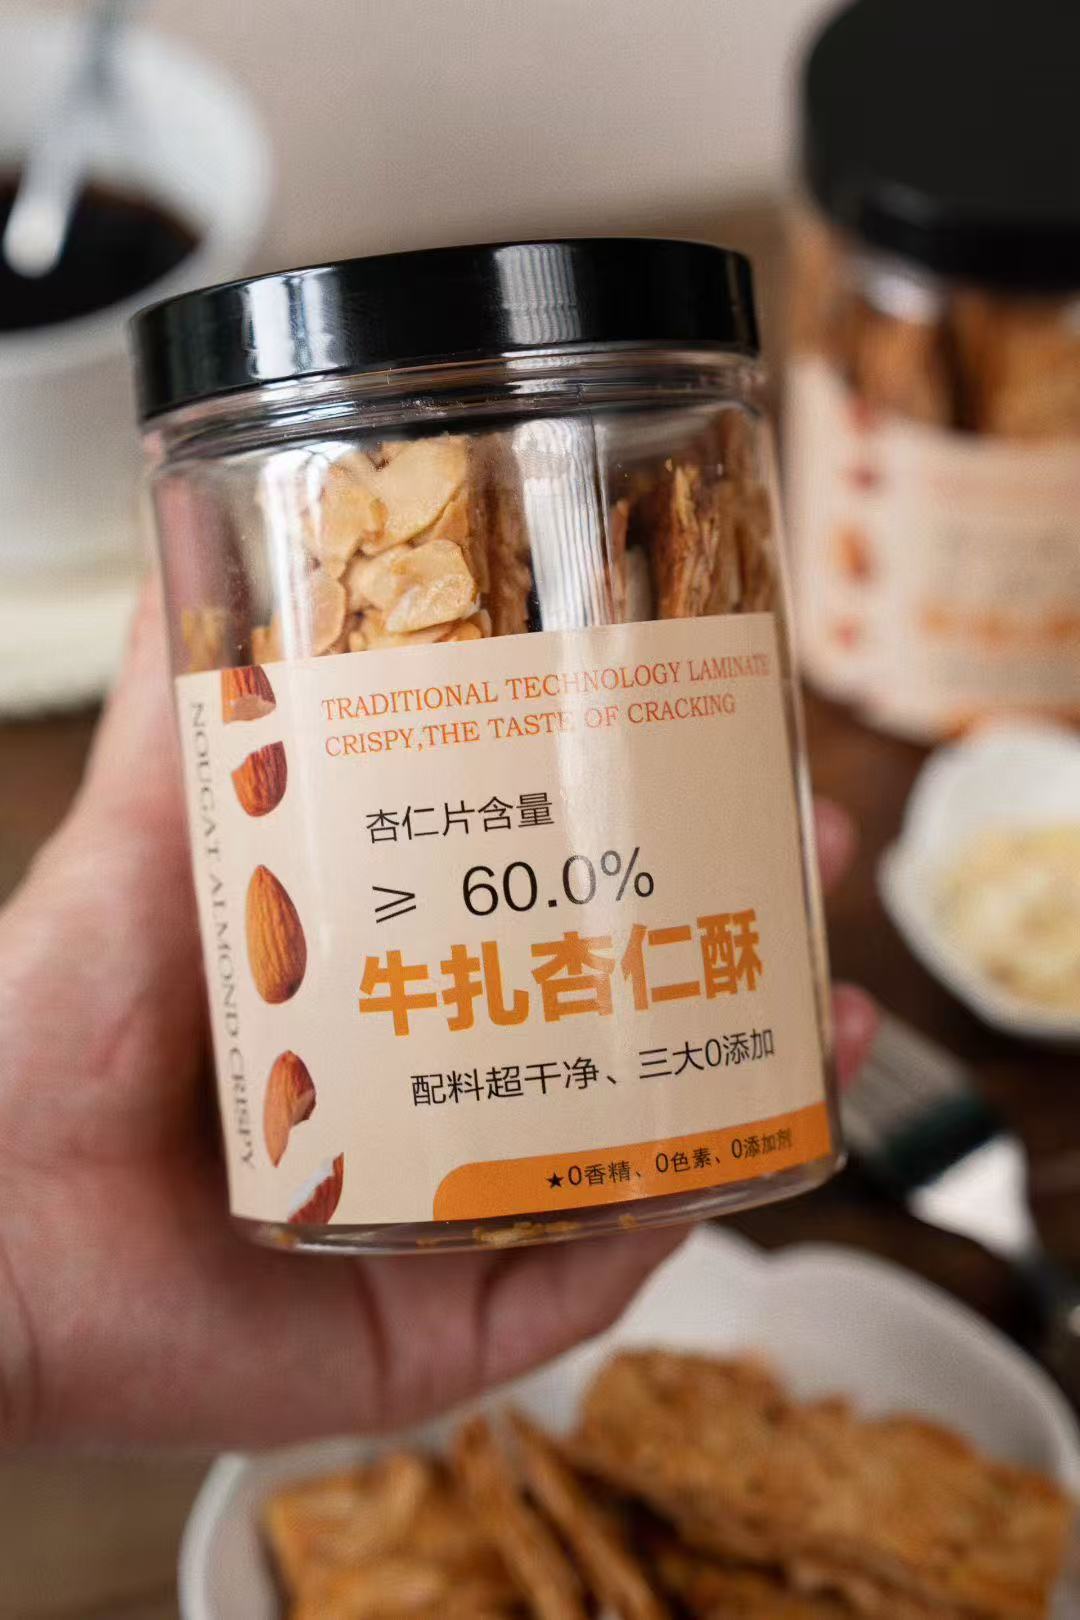 TRADITIONAL TECHNOLOGY LAMINATE
CRISPY,THE TASTE OF CRACKING
杏仁片含量
≥ 60.0%
牛扎杏仁酥
配料超干净、三大0添加
★0香精、0色素、0添加剂
NOUGAT ALMOND CRISPY